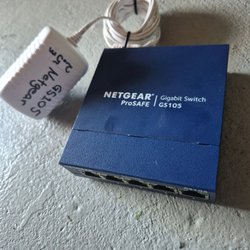 GS105
Netgear
NETGEAR® Gigabit Switch
ProSAFE GS105